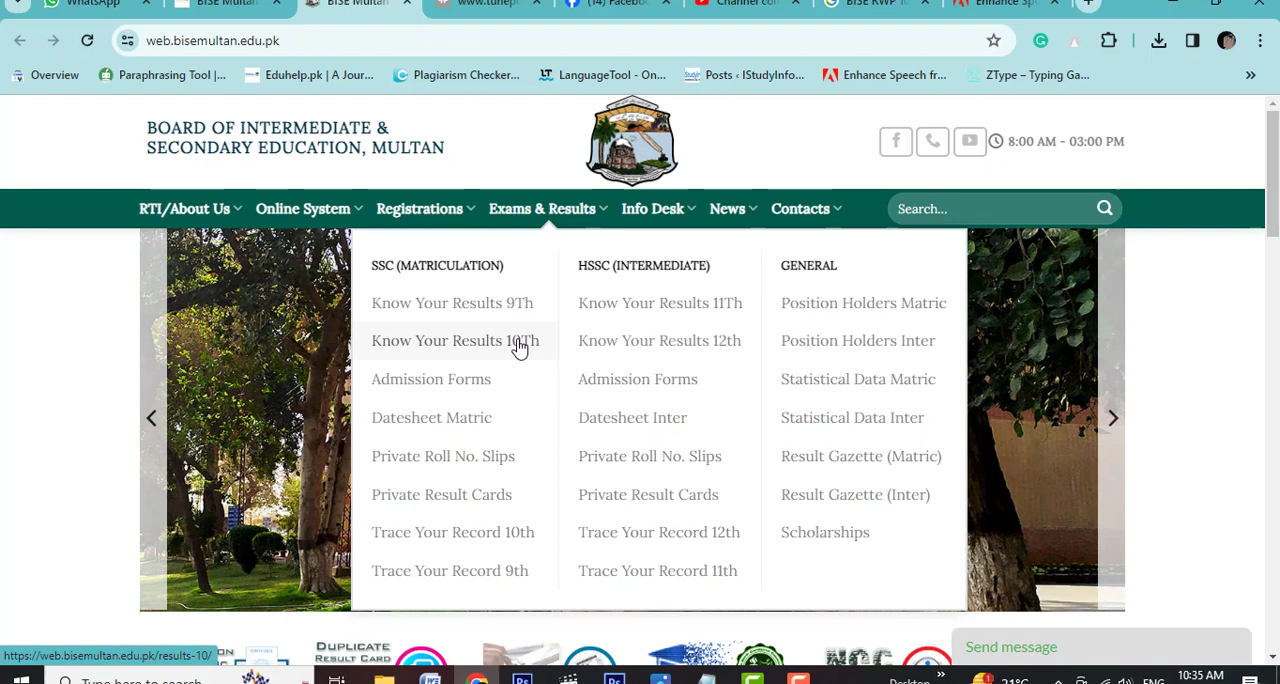 WhatsApp
BISE Multan
BISE Multan
www.tunepk
(14) Facebo
Channel con
BISE RWP 10
Enhance Spe
web.bisemultan.edu.pk
Overview
Paraphrasing Tool |...
Eduhelp.pk | A Jour...
Plagiarism Checker...
LanguageTool - On...
Posts ‹ IStudyInfo...
Enhance Speech fr...
ZType – Typing Ga...
BOARD OF INTERMEDIATE &
SECONDARY EDUCATION, MULTAN
8:00 AM - 03:00 PM
RTI/About Us
Online System
Registrations
Exams & Results
Info Desk
News
Contacts
Search...
SSC (MATRICULATION)
Know Your Results 9Th
Know Your Results 10Th
Admission Forms
Datesheet Matric
Private Roll No. Slips
Private Result Cards
Trace Your Record 10th
Trace Your Record 9th
HSSC (INTERMEDIATE)
Know Your Results 11Th
Know Your Results 12th
Admission Forms
Datesheet Inter
Private Roll No. Slips
Private Result Cards
Trace Your Record 12th
Trace Your Record 11th
GENERAL
Position Holders Matric
Position Holders Inter
Statistical Data Matric
Statistical Data Inter
Result Gazette (Matric)
Result Gazette (Inter)
Scholarships
https://web.bisemultan.edu.pk/results-10/
DUPLICATE
RESULT CARD
NCC
Send message
Type here to search
Desktop
21°C
ENG
10:35 AM